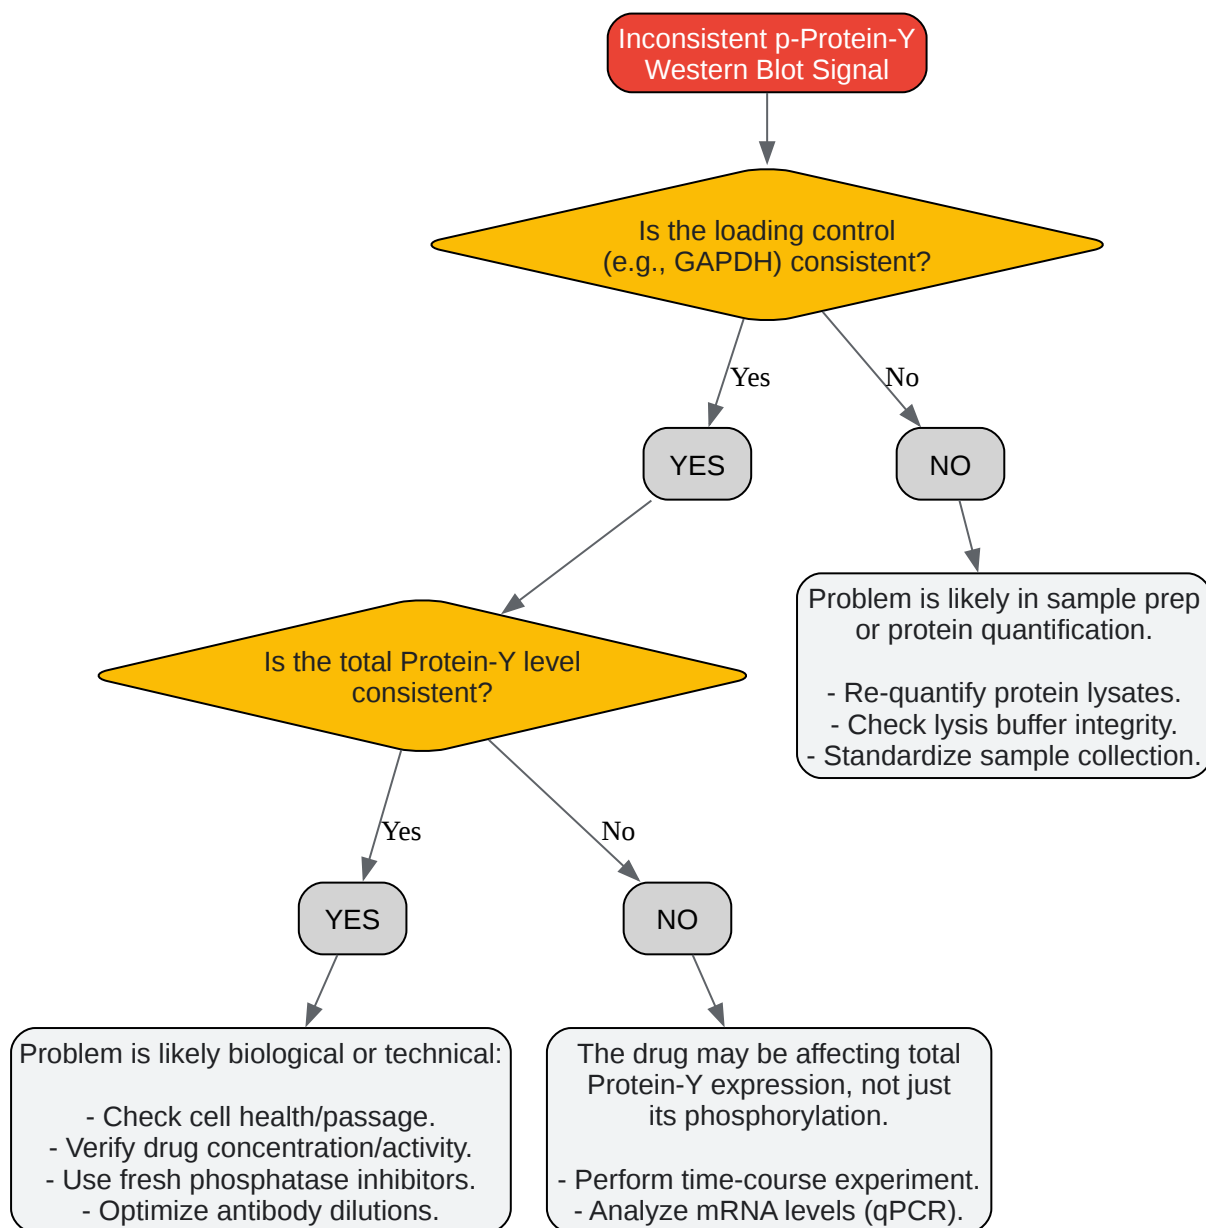 Inconsistent p-Protein-Y
Western Blot Signal
Is the loading control
(e.g., GAPDH) consistent?
Yes
No
YES
NO
Problem is likely in sample prep
or protein quantification.
- Re-quantify protein lysates.
- Check lysis buffer integrity.
- Standardize sample collection.
Is the total Protein-Y level
consistent?
Yes
No
YES
NO
Problem is likely biological or technical:
- Check cell health/passage.
- Verify drug concentration/activity.
- Use fresh phosphatase inhibitors.
- Optimize antibody dilutions.
The drug may be affecting total
Protein-Y expression, not just
its phosphorylation.
- Perform time-course experiment.
- Analyze mRNA levels (qPCR).